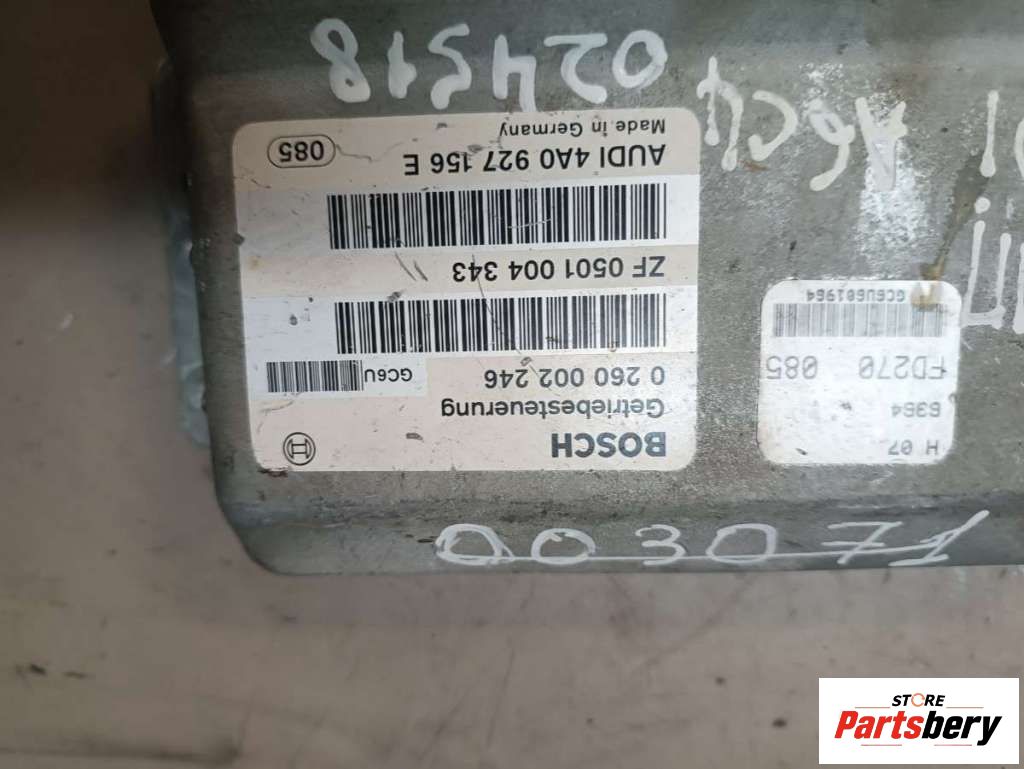 BOSCH
Getriebesteuerung
0 260 002 246
GC6U
ZF 0501 004 343
AUDI 4A0 927 156 E
Made in Germany
085
H 07
6364
FD270 085
GC6U601964
A6C4
024518
003071
STORE
Partsbery